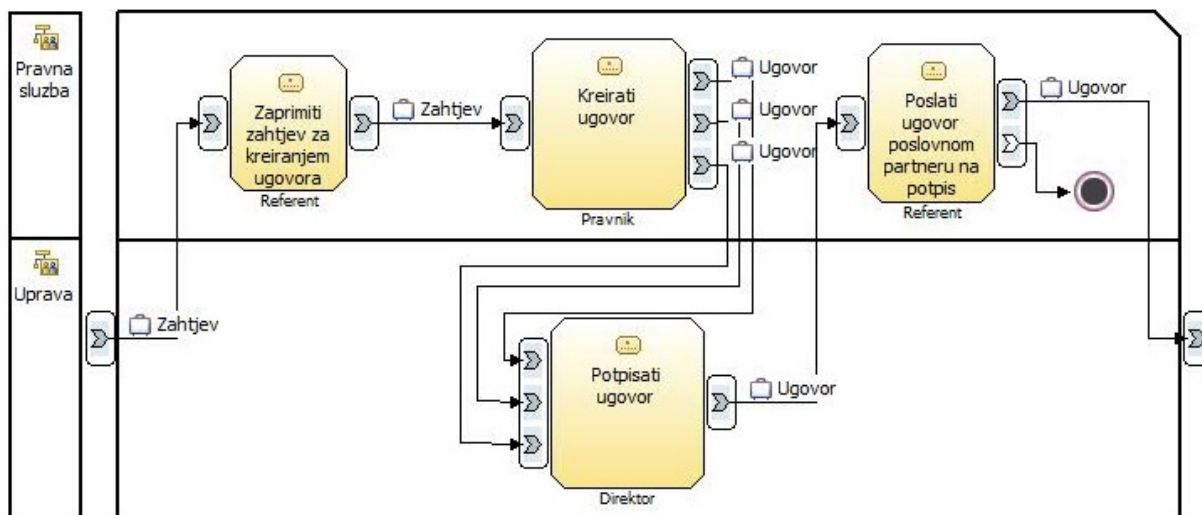 Pravna
sluzba
Zaprimiti
zahtjev za
kreiranjem
ugovora
Referent
Zahtjev
Kreirati
ugovor
Pravnik
Ugovor
Ugovor
Ugovor
Poslati
ugovor
poslovnom
partneru na
potpis
Referent
Ugovor
Uprava
Zahtjev
Potpisati
ugovor
Direktor
Ugovor